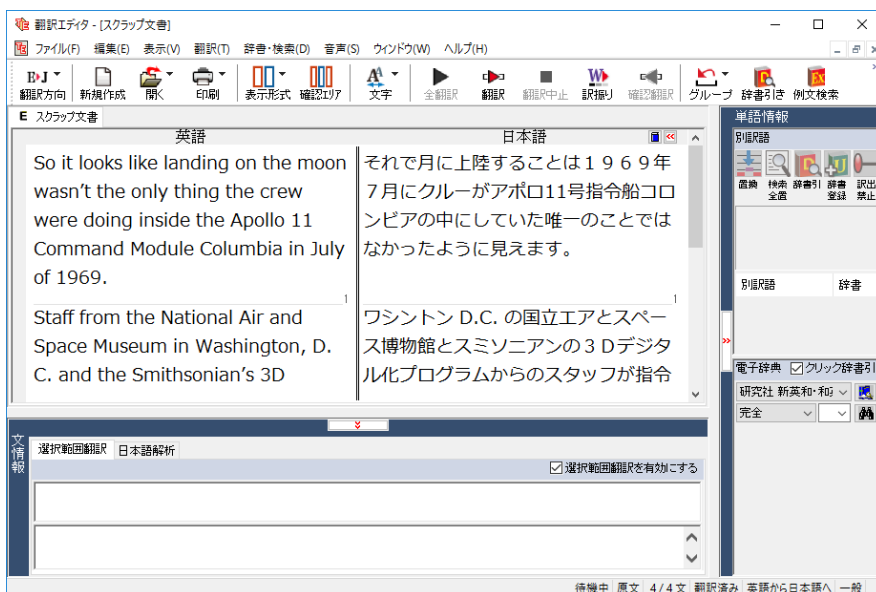 翻訳エディタ - [スクラップ文書]
ファイル(F) 編集(E) 表示(V) 翻訳(T) 辞書・検索(D) 音声(S) ウィンドウ(W) ヘルプ(H)
翻訳方向 新規作成 開く 印刷 表示形式 確認エリア 文字 全翻訳 翻訳 翻訳中止 訳振り 確認翻訳 グループ 辞書引き 例文検索
E スクラップ文書
英語
So it looks like landing on the moon
wasn't the only thing the crew
were doing inside the Apollo 11
Command Module Columbia in July
of 1969.
1
Staff from the National Air and
Space Museum in Washington, D.
C. and the Smithsonian's 3D
日本語
それで月に上陸することは１９６９年
７月にクルーがアポロ11号指令船コロ
ンビアの中にしていた唯一のことでは
なかったように見えます。
1
ワシントン D.C. の国立エアとスペー
ス博物館とスミソニアンの３Ｄデジタ
ル化プログラムからのスタッフが指令
単語情報
別訳語
置換 検索全置 辞書引 辞書登録 訳出禁止
別訳語 辞書
電子辞典 クリック辞書引
研究社 新英和・和
完全
文情報
選択範囲翻訳 日本語解析
選択範囲翻訳を有効にする
待機中 原文 4/4文 翻訳済み 英語から日本語へ 一般